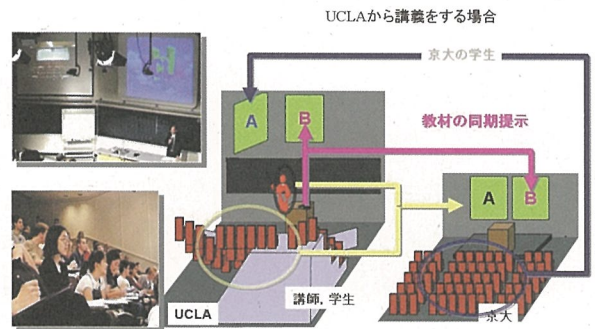 UCLAから講義をする場合
京大の学生
A
B
教材の同期提示
A
B
講師, 学生
UCLA
京大